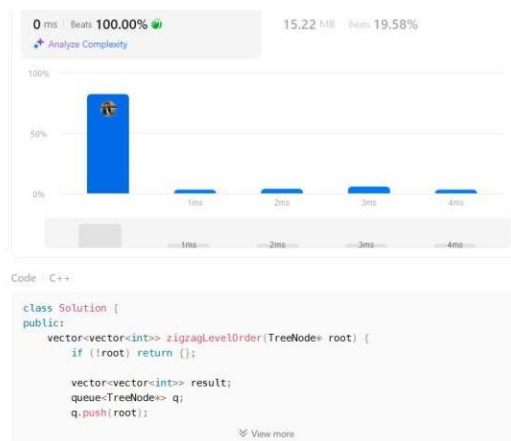 0 ms Beats 100.00% 15.22 MB Beats 19.58%
Analyze Complexity
100%
50%
0%
1ms 2ms 3ms 4ms
1ms 2ms 3ms 4ms
Code C++
class Solution {
public:
    vector<vector<int>> zigzagLevelOrder(TreeNode* root) {
        if (!root) return {};

        vector<vector<int>> result;
        queue<TreeNode*> q;
        q.push(root);
View more